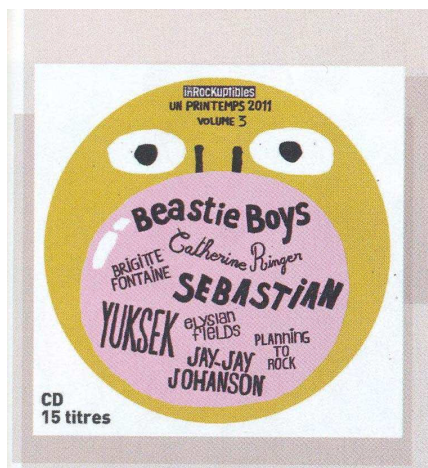 inRocKuptibles
UN PRINTEMPS 2011
VOLUME 3
Beastie Boys
Catherine Ringer
BRIGITTE
FONTAINE
SEBASTIAN
YUKSEK
elysian
fields
PLANNING
TO
ROCK
JAY-JAY
JOHANSON
CD
15 titres